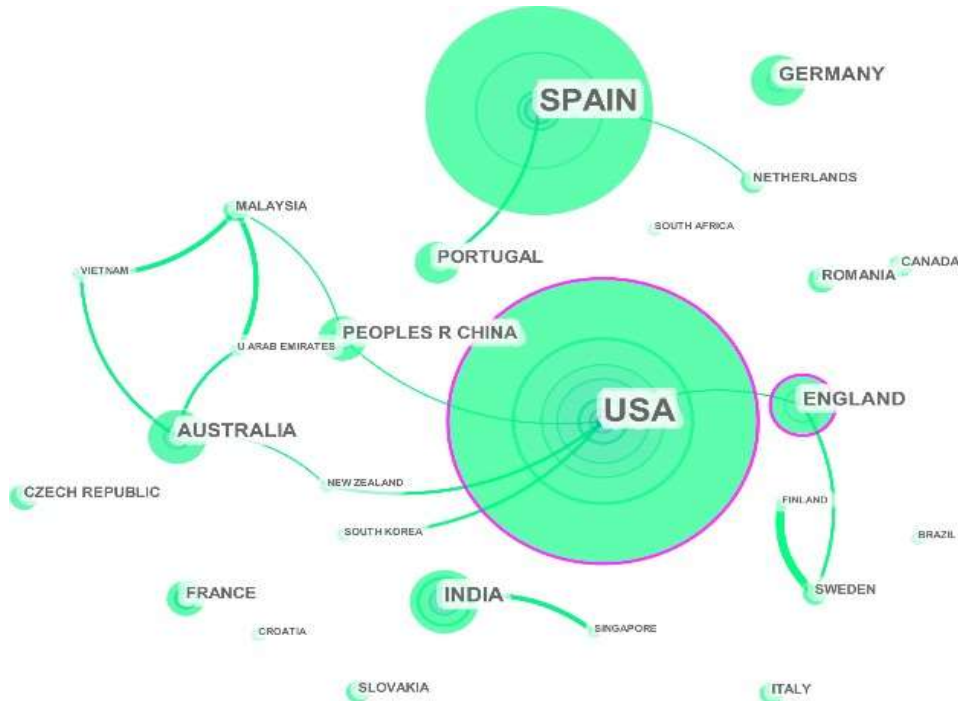 GERMANY
SPAIN
NETHERLANDS
MALAYSIA
SOUTH AFRICA
PORTUGAL
CANADA
VIETNAM
ROMANIA
PEOPLES R CHINA
U ARAB EMIRATES
ENGLAND
USA
AUSTRALIA
NEW ZEALAND
CZECH REPUBLIC
FINLAND
SOUTH KOREA
BRAZIL
SWEDEN
FRANCE
INDIA
SINGAPORE
CROATIA
SLOVAKIA
ITALY